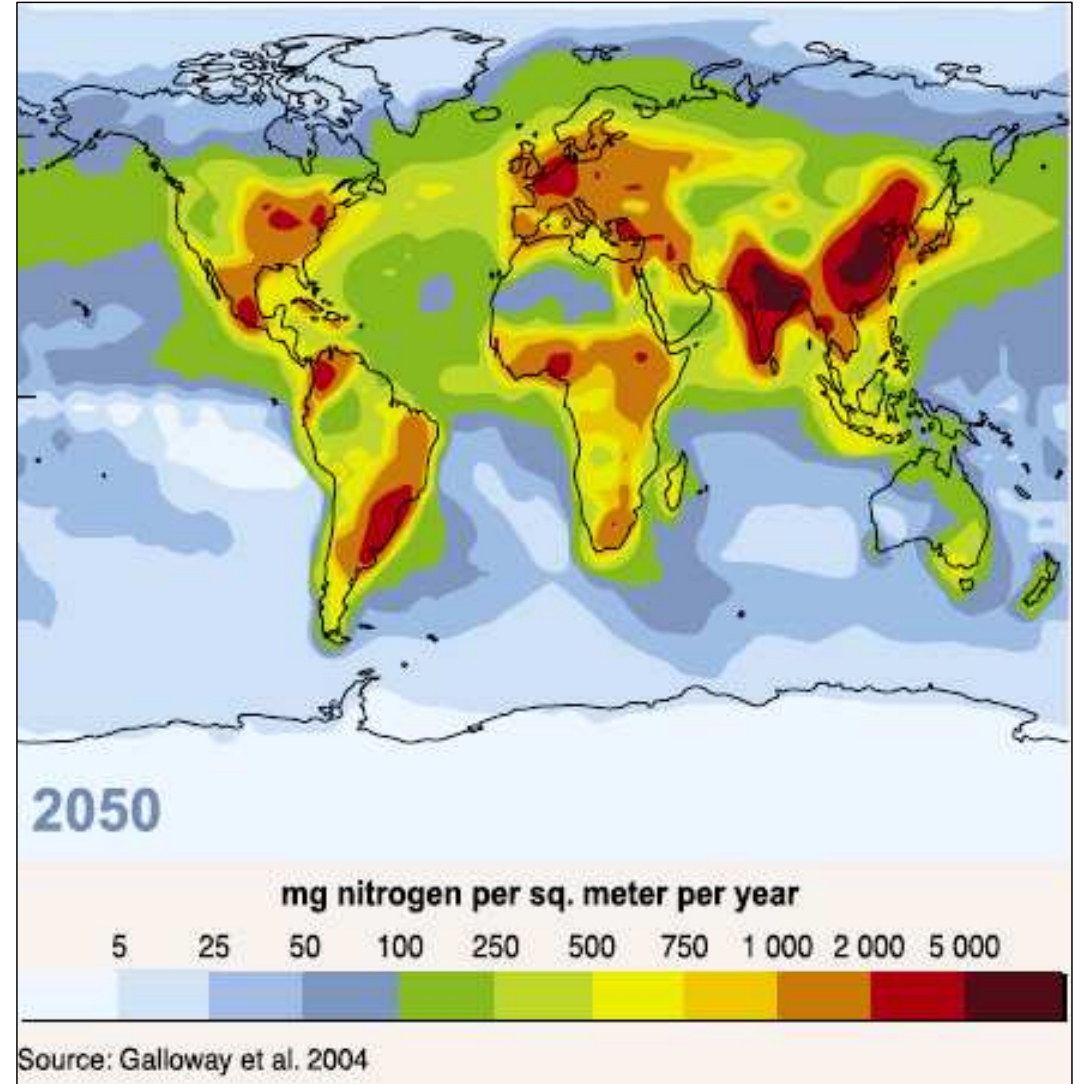 2050
mg nitrogen per sq. meter per year
5 25 50 100 250 500 750 1 000 2 000 5 000
Source: Galloway et al. 2004